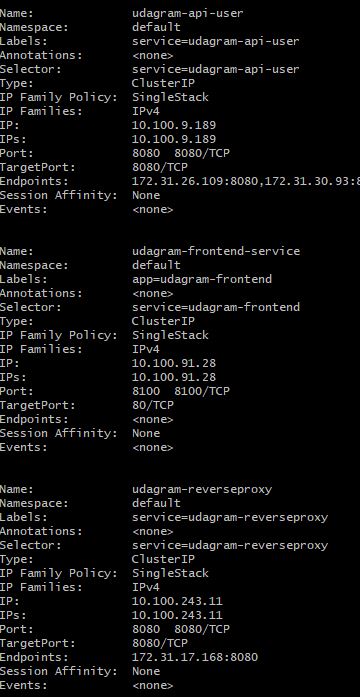 Name:              udagram-api-user
Namespace:         default
Labels:            service=udagram-api-user
Annotations:       <none>
Selector:          service=udagram-api-user
Type:              ClusterIP
IP Family Policy:  SingleStack
IP Families:       IPv4
IP:                10.100.9.189
IPs:               10.100.9.189
Port:              8080  8080/TCP
TargetPort:        8080/TCP
Endpoints:         172.31.26.109:8080,172.31.30.93:8
Session Affinity:  None
Events:            <none>
Name:              udagram-frontend-service
Namespace:         default
Labels:            app=udagram-frontend
Annotations:       <none>
Selector:          service=udagram-frontend
Type:              ClusterIP
IP Family Policy:  SingleStack
IP Families:       IPv4
IP:                10.100.91.28
IPs:               10.100.91.28
Port:              8100  8100/TCP
TargetPort:        80/TCP
Endpoints:         <none>
Session Affinity:  None
Events:            <none>
Name:              udagram-reverseproxy
Namespace:         default
Labels:            service=udagram-reverseproxy
Annotations:       <none>
Selector:          service=udagram-reverseproxy
Type:              ClusterIP
IP Family Policy:  SingleStack
IP Families:       IPv4
IP:                10.100.243.11
IPs:               10.100.243.11
Port:              8080  8080/TCP
TargetPort:        8080/TCP
Endpoints:         172.31.17.168:8080
Session Affinity:  None
Events:            <none>